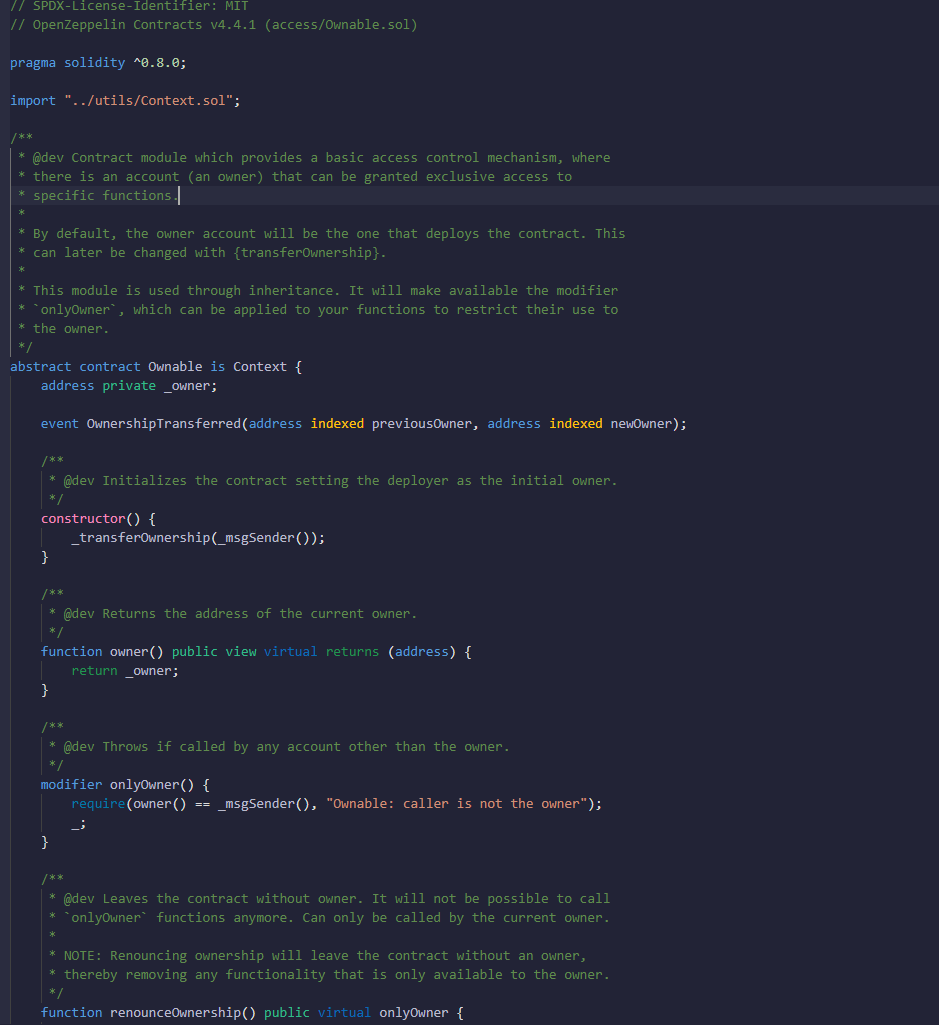 // SPDX-License-Identifier: MIT
// OpenZeppelin Contracts v4.4.1 (access/Ownable.sol)

pragma solidity ^0.8.0;

import "../utils/Context.sol";

/**
 * @dev Contract module which provides a basic access control mechanism, where
 * there is an account (an owner) that can be granted exclusive access to
 * specific functions.
 *
 * By default, the owner account will be the one that deploys the contract. This
 * can later be changed with {transferOwnership}.
 *
 * This module is used through inheritance. It will make available the modifier
 * `onlyOwner`, which can be applied to your functions to restrict their use to
 * the owner.
 */
abstract contract Ownable is Context {
    address private _owner;

    event OwnershipTransferred(address indexed previousOwner, address indexed newOwner);

    /**
     * @dev Initializes the contract setting the deployer as the initial owner.
     */
    constructor() {
        _transferOwnership(_msgSender());
    }

    /**
     * @dev Returns the address of the current owner.
     */
    function owner() public view virtual returns (address) {
        return _owner;
    }

    /**
     * @dev Throws if called by any account other than the owner.
     */
    modifier onlyOwner() {
        require(owner() == _msgSender(), "Ownable: caller is not the owner");
        _;
    }

    /**
     * @dev Leaves the contract without owner. It will not be possible to call
     * `onlyOwner` functions anymore. Can only be called by the current owner.
     *
     * NOTE: Renouncing ownership will leave the contract without an owner,
     * thereby removing any functionality that is only available to the owner.
     */
    function renounceOwnership() public virtual onlyOwner {